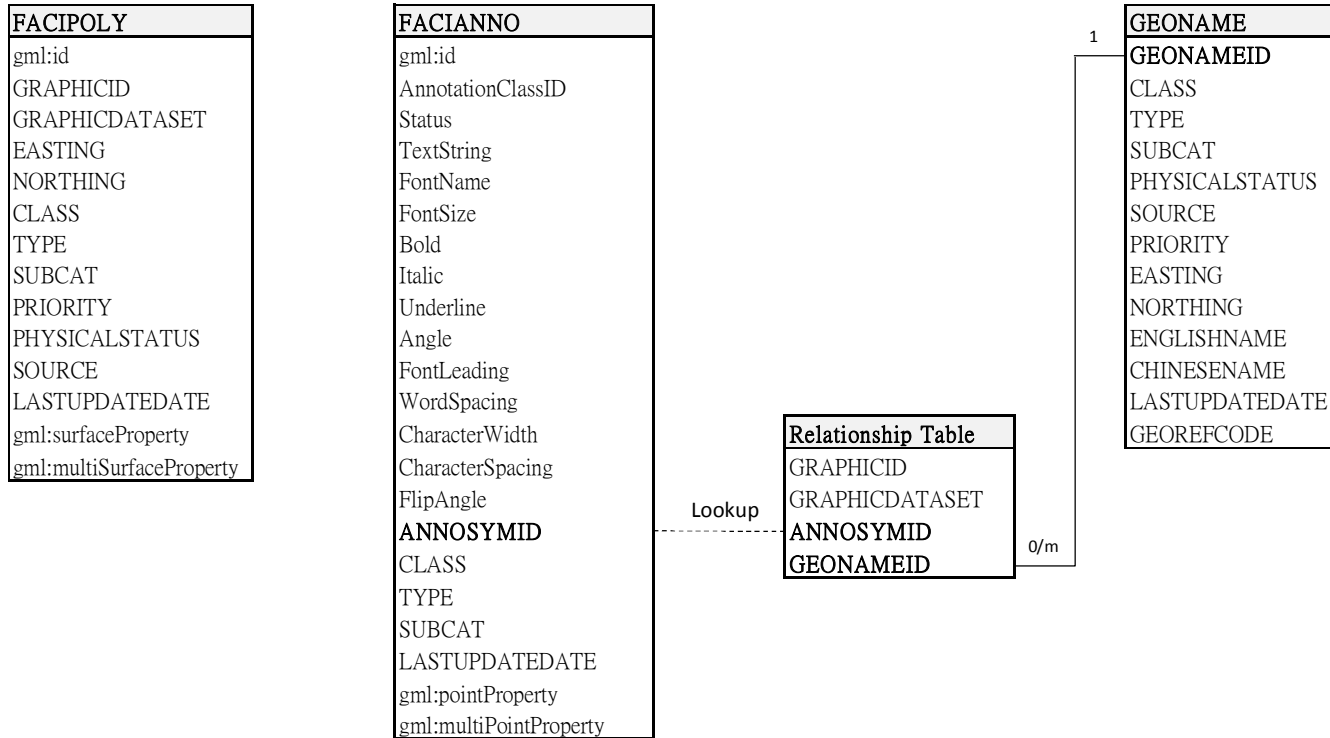 FACIPOLY
gml:id
GRAPHICID
GRAPHICDATASET
EASTING
NORTHING
CLASS
TYPE
SUBCAT
PRIORITY
PHYSICALSTATUS
SOURCE
LASTUPDATEDATE
gml:surfaceProperty
gml:multiSurfaceProperty
FACIANNO
gml:id
AnnotationClassID
Status
TextString
FontName
FontSize
Bold
Italic
Underline
Angle
FontLeading
WordSpacing
CharacterWidth
CharacterSpacing
FlipAngle
ANNOSYMID
CLASS
TYPE
SUBCAT
LASTUPDATEDATE
gml:pointProperty
gml:multiPointProperty
Lookup
Relationship Table
GRAPHICID
GRAPHICDATASET
ANNOSYMID
GEONAMEID
0/m
1
GEONAME
GEONAMEID
CLASS
TYPE
SUBCAT
PHYSICALSTATUS
SOURCE
PRIORITY
EASTING
NORTHING
ENGLISHNAME
CHINESENAME
LASTUPDATEDATE
GEOREFCODE